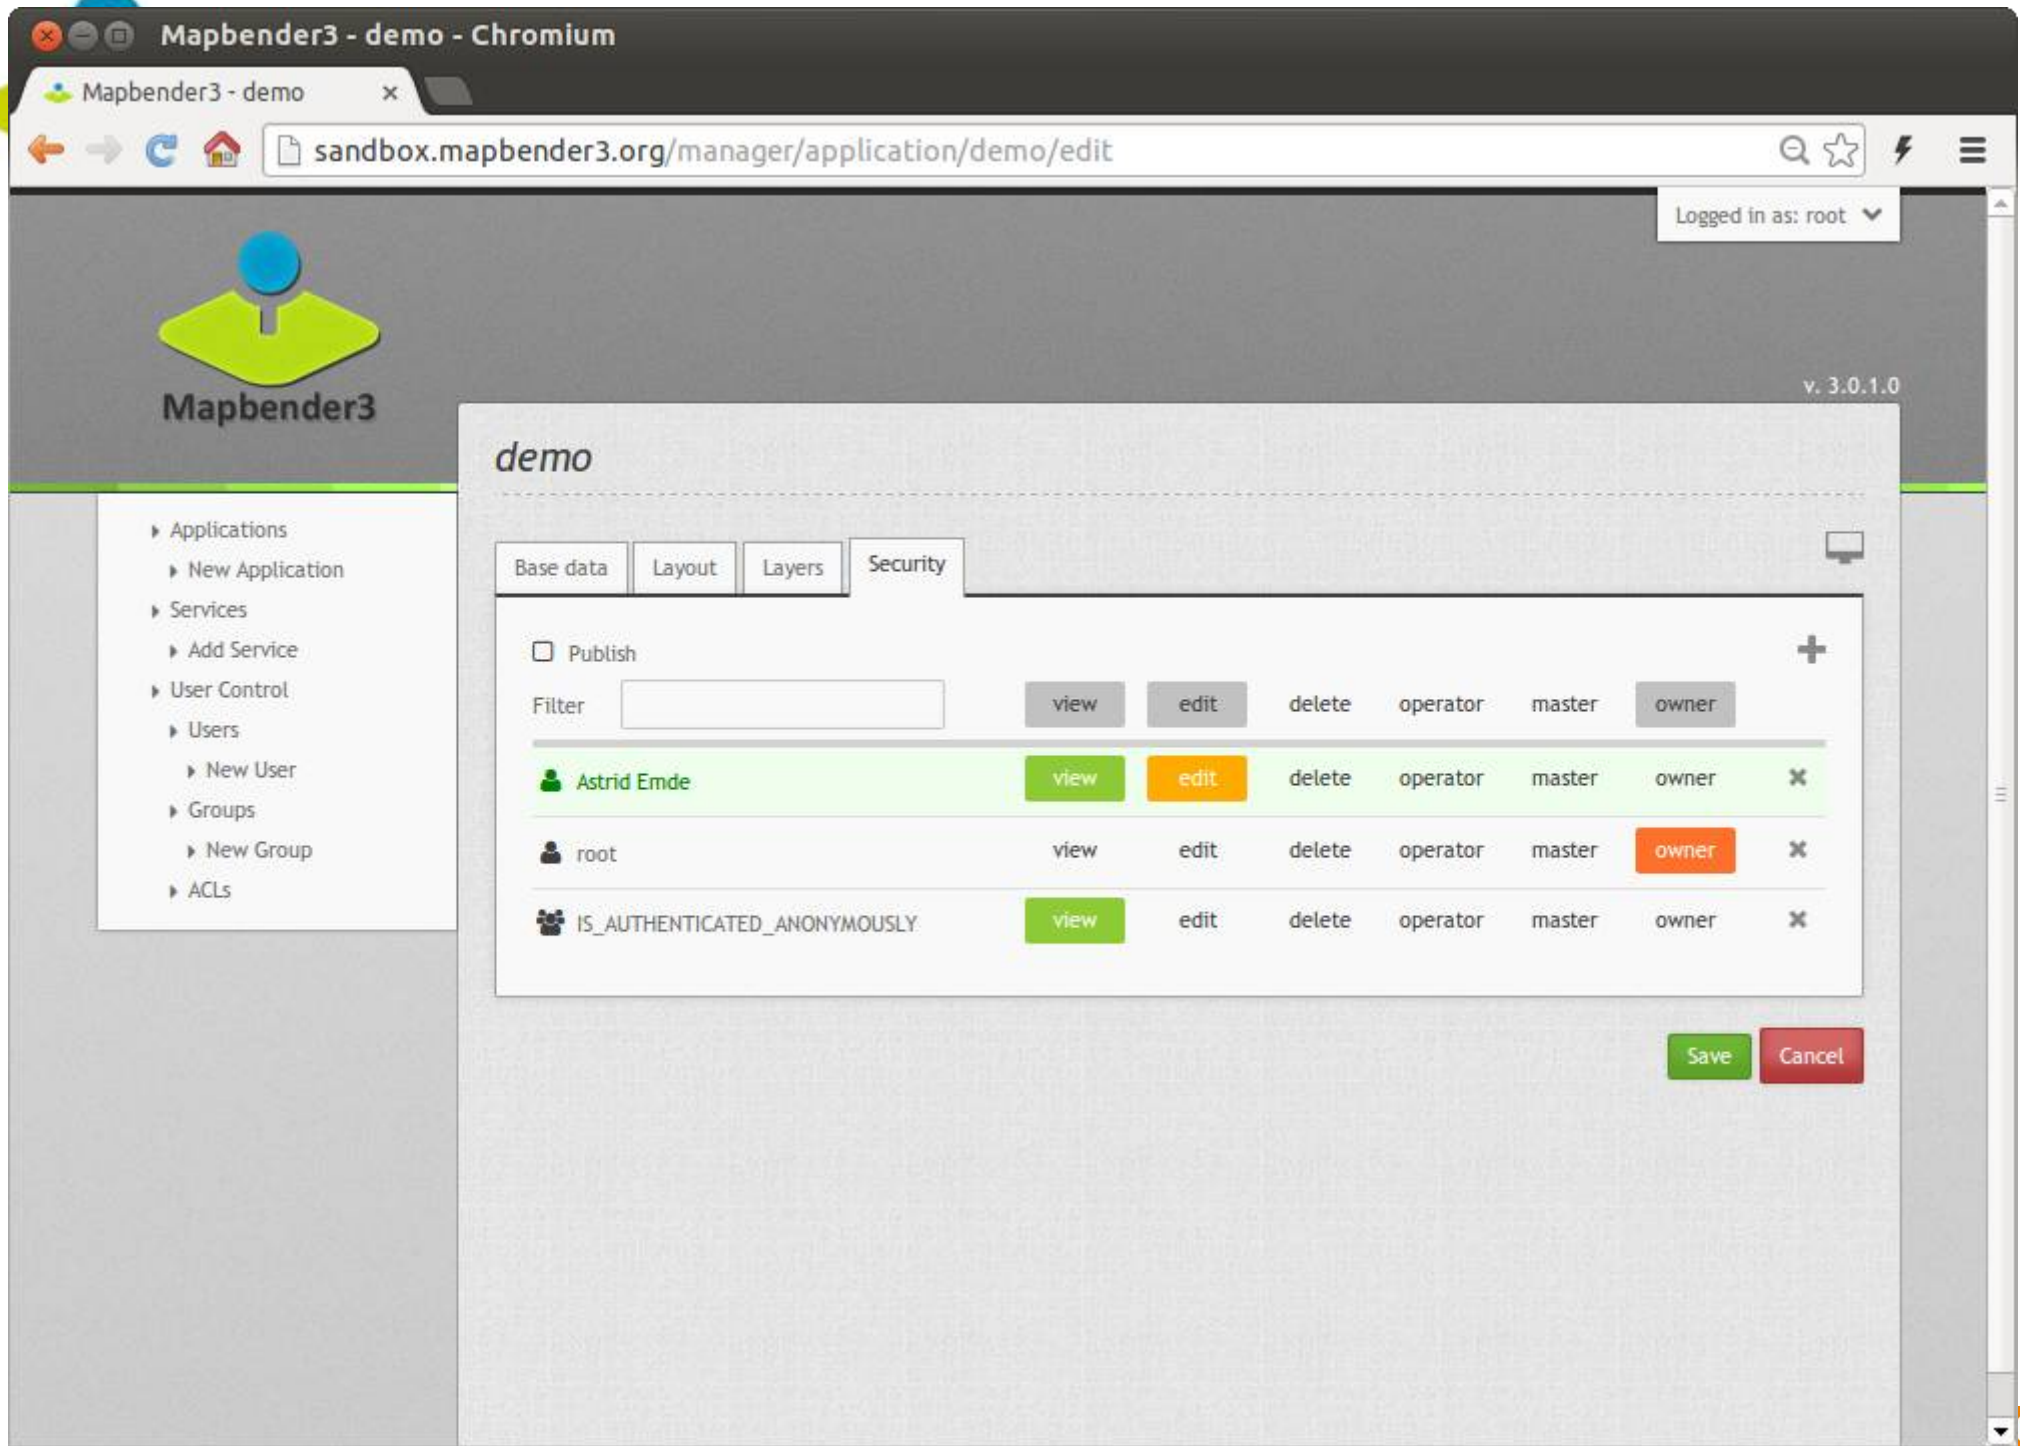 Mapbender3 - demo - Chromium
Mapbender3 - demo
sandbox.mapbender3.org/manager/application/demo/edit
Logged in as: root
Mapbender3
v. 3.0.1.0
demo
Applications
New Application
Services
Add Service
User Control
Users
New User
Groups
New Group
ACLs
Base data Layout Layers Security
Publish
Filter view edit delete operator master owner
Astrid Emde view edit delete operator master owner
root view edit delete operator master owner
IS_AUTHENTICATED_ANONYMOUSLY view edit delete operator master owner
Save Cancel